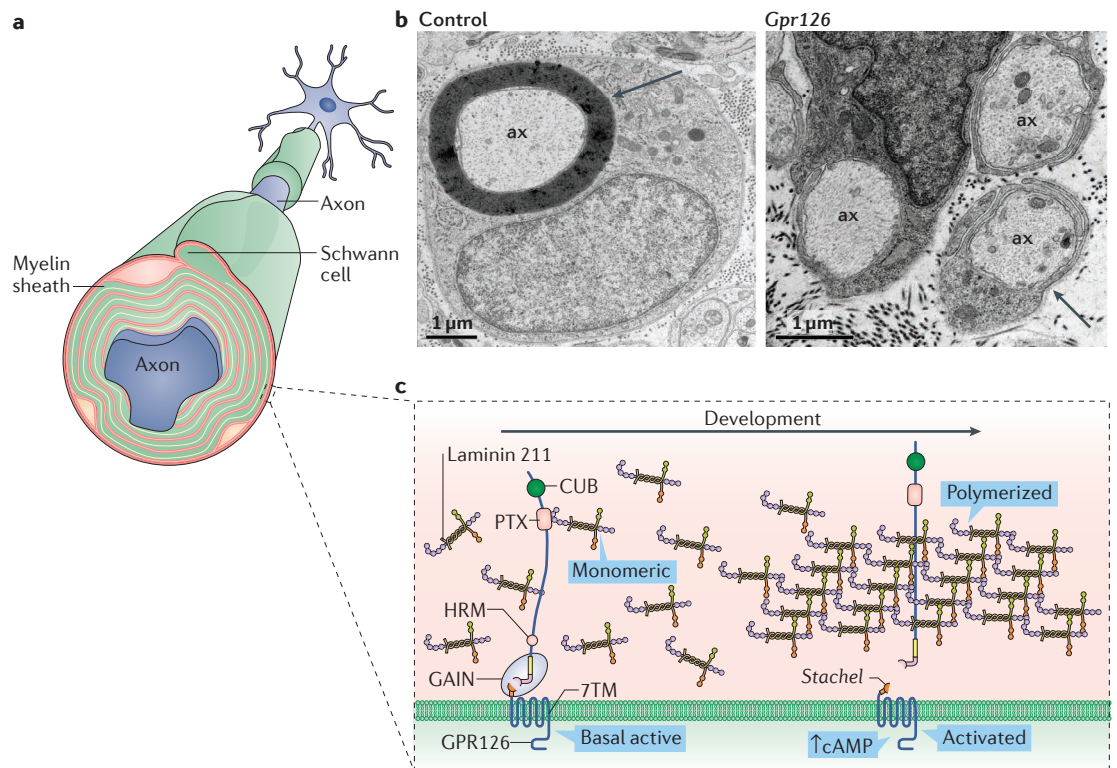 a
Axon
Schwann
cell
Myelin
sheath
Axon
b
Control
ax
1 µm
Gpr126
ax
ax
ax
1 µm
c
Development
Laminin 211
CUB
PTX
Monomeric
HRM
GAIN
7TM
GPR126
Basal active
Polymerized
Stachel
↑cAMP
Activated